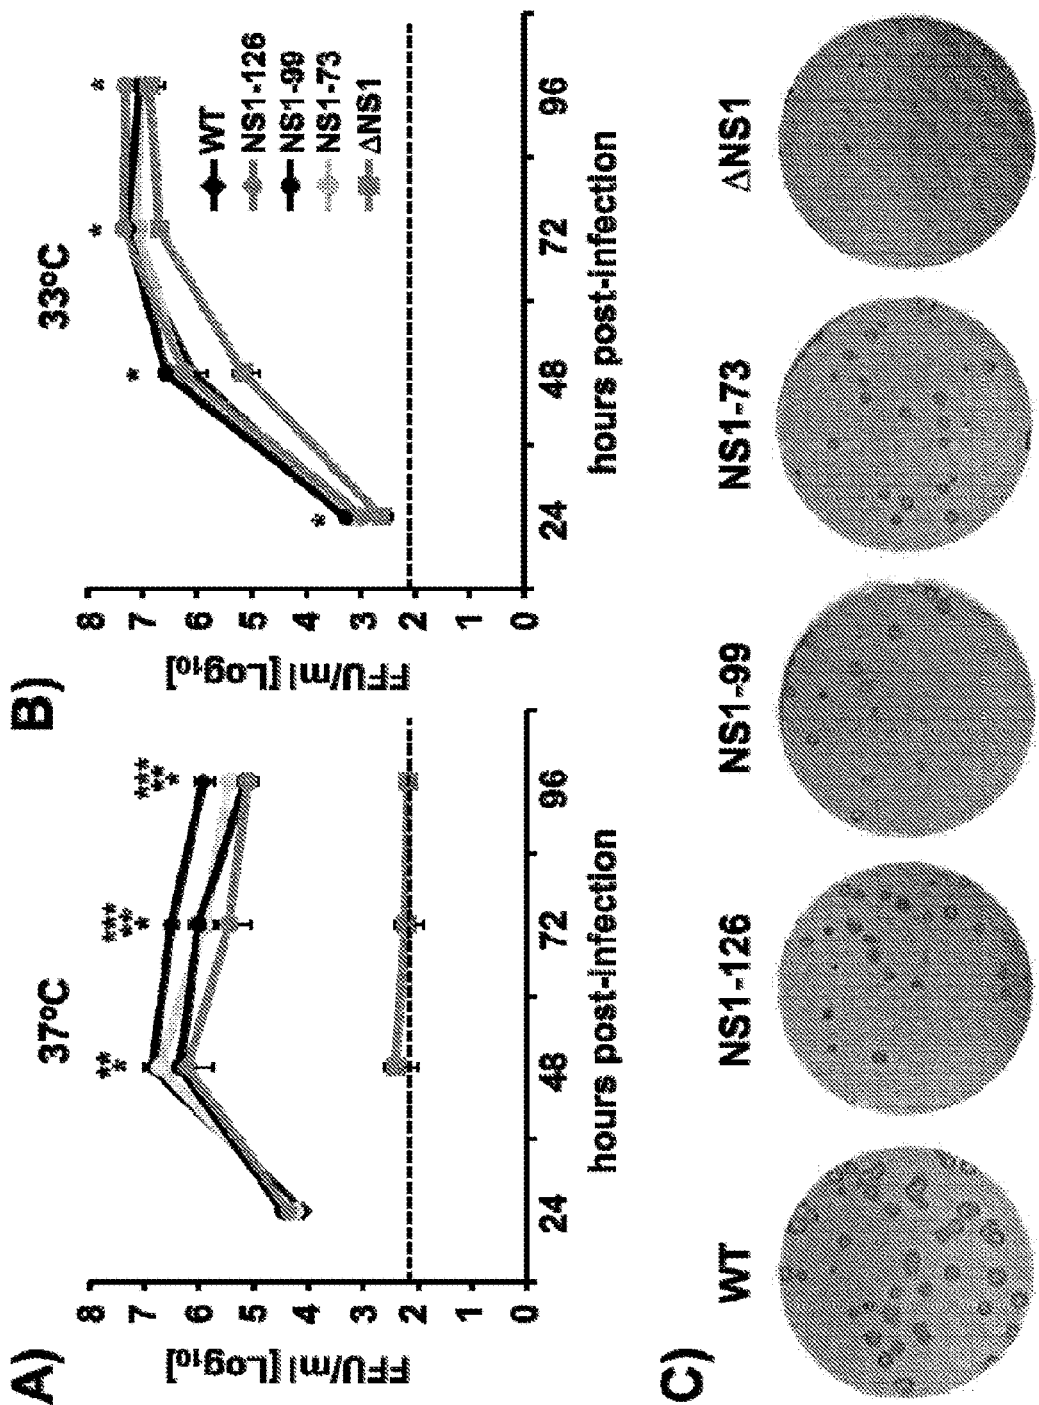 A)
37ºC
FFU/ml [Log₁₀]
8
7
6
5
4
3
2
1
0
** *
*** ** *
*** ** *
24 48 72 96
hours post-infection
B)
33ºC
FFU/ml [Log₁₀]
8
7
6
5
4
3
2
1
0
*
*
*
*
WT
NS1-126
NS1-99
NS1-73
ΔNS1
24 48 72 96
hours post-infection
C)
WT NS1-126 NS1-99 NS1-73 ΔNS1